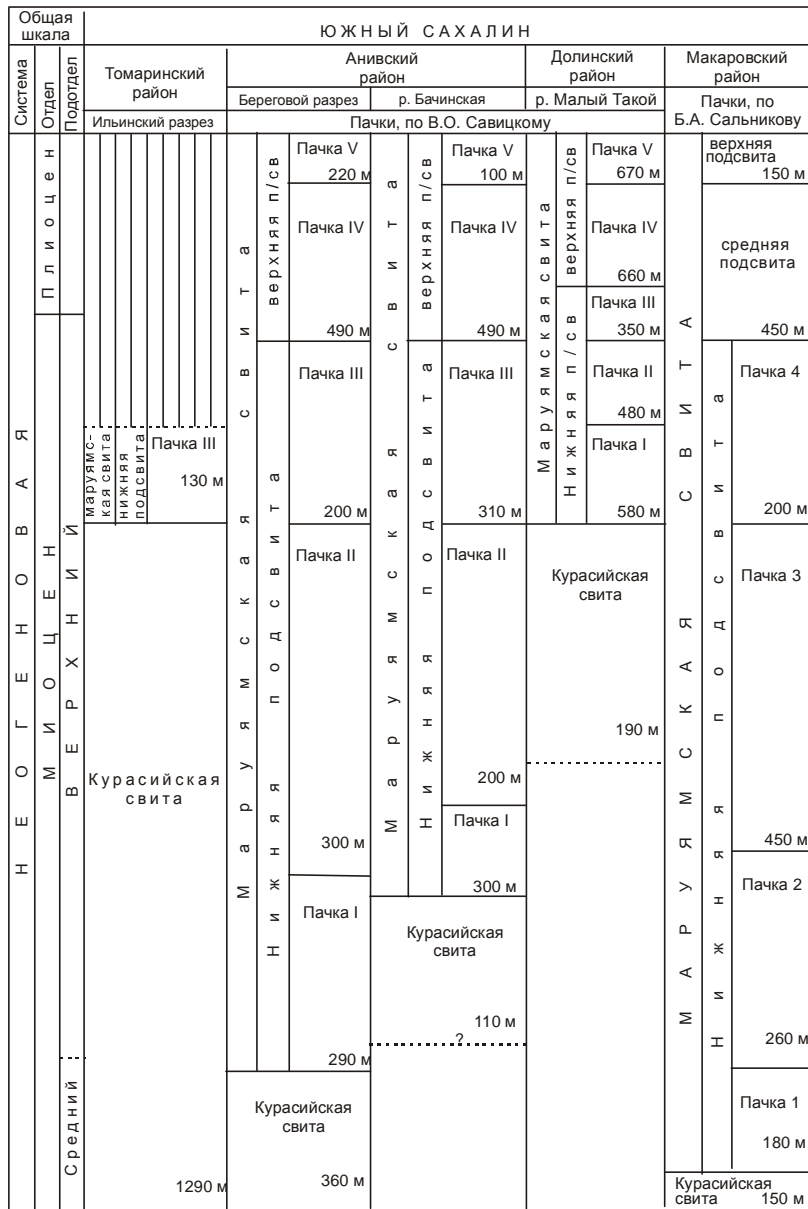 Общая
шкала
ЮЖНЫЙ САХАЛИН
Система
Отдел
Подотдел
Томаринский
район
Анивский
район
Долинский
район
Макаровский
район
Береговой разрез
р. Бачинская
р. Малый Такой
Пачки, по
Б.А. Сальникову
Ильинский разрез
Пачки, по В.О. Савицкому
НЕОГЕНОВАЯ
Плиоцен
МИОЦЕН
ВЕРХНИЙ
Средний
маруямс-
кая свита
нижняя
подсвита
Пачка III
130 м
Курасийская
свита
1290 м
Маруямская свита
верхняя п/св
Нижняя подсвита
Пачка V
220 м
Пачка IV
490 м
Пачка III
200 м
Пачка II
300 м
Пачка I
290 м
Курасийская
свита
360 м
Маруямская свита
верхняя п/св
Нижняя подсвита
Пачка V
100 м
Пачка IV
490 м
Пачка III
310 м
Пачка II
200 м
Пачка I
300 м
Курасийская
свита
110 м
?
Маруямская свита
верхняя п/св
Нижняя п/св
Пачка V
670 м
Пачка IV
660 м
Пачка III
350 м
Пачка II
480 м
Пачка I
580 м
Курасийская
свита
190 м
МАРУЯМСКАЯ СВИТА
верхняя
подсвита
150 м
средняя
подсвита
450 м
Нижняя подсвита
Пачка 4
200 м
Пачка 3
450 м
Пачка 2
260 м
Пачка 1
180 м
Курасийская
свита 150 м